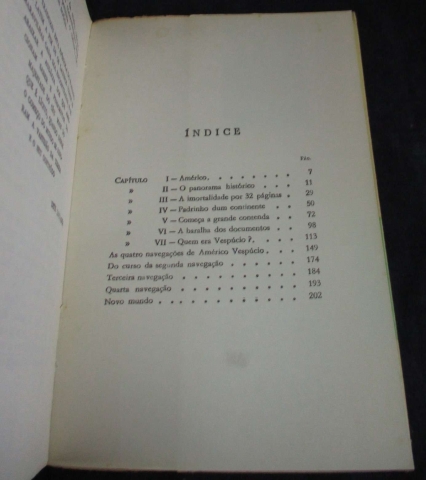 ÍNDICE
Pág.
CAPÍTULO I — Américo. . . . . . . . 7
» II — O panorama histórico . . . 11
» III — A imortalidade por 32 páginas . 29
» IV — Padrinho dum continente . . 50
» V — Começa a grande contenda . . 72
» VI — A batalha dos documentos . . 98
» VII — Quem era Vespúcio ? . . . . 113
As quatro navegações de Américo Vespúcio . . . 149
Do curso da segunda navegação . . . . . . 174
Terceira navegação . . . . . . . . . 184
Quarta navegação . . . . . . . . . 193
Novo mundo . . . . . . . . . . 202